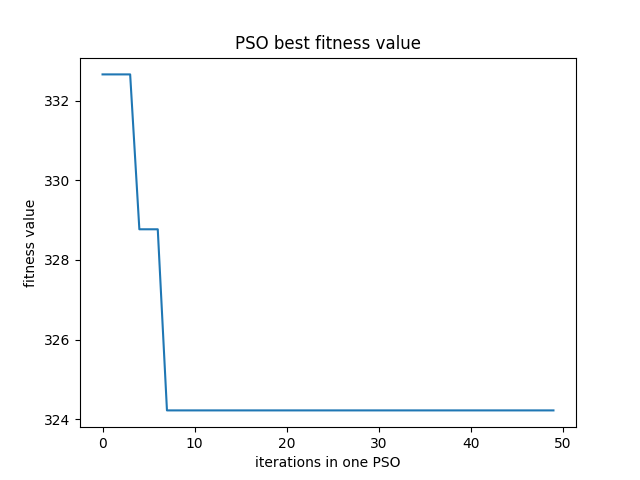 PSO best fitness value
fitness value
332
330
328
326
324
0 10 20 30 40 50
iterations in one PSO